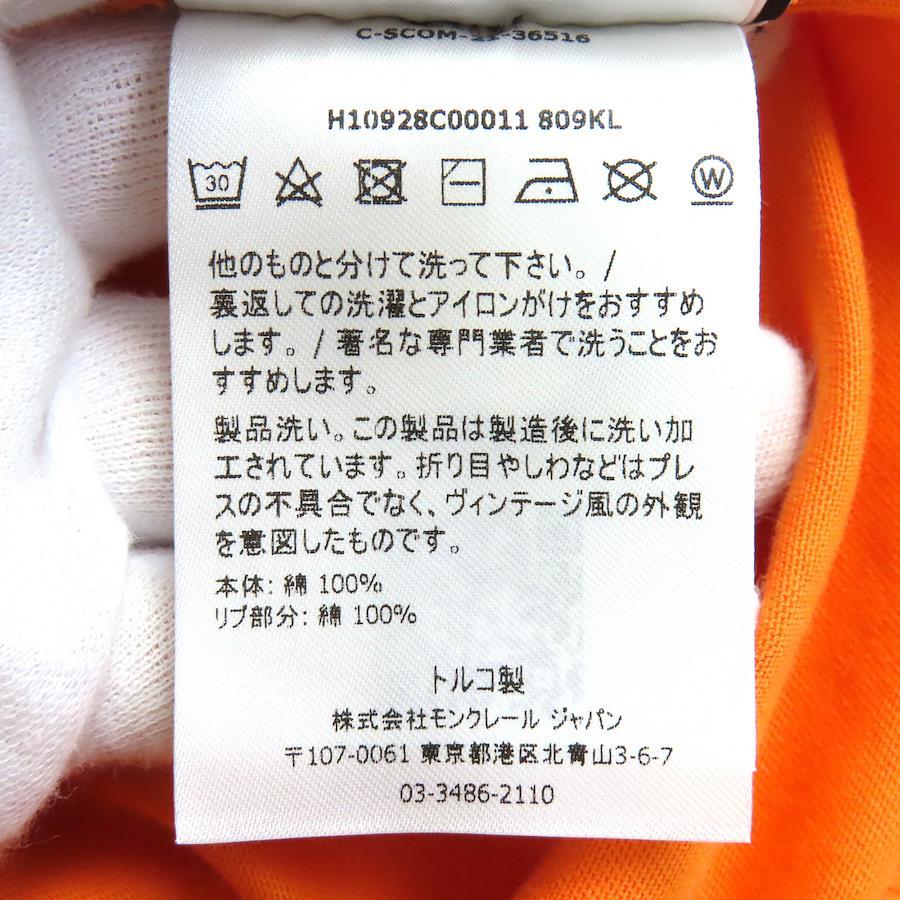 H10928C00011 809KL
30
W
他のものと分けて洗って下さい。/
裏返しての洗濯とアイロンがけをおすすめ
します。/ 著名な専門業者で洗うことをお
すすめします。
製品洗い。この製品は製造後に洗い加
工されています。折り目やしわなどはプレ
スの不具合でなく、ヴィンテージ風の外観
を意図したものです。
本体: 綿 100%
リブ部分: 綿 100%
トルコ製
株式会社モンクレール ジャパン
〒107-0061 東京都港区北青山3-6-7
03-3486-2110